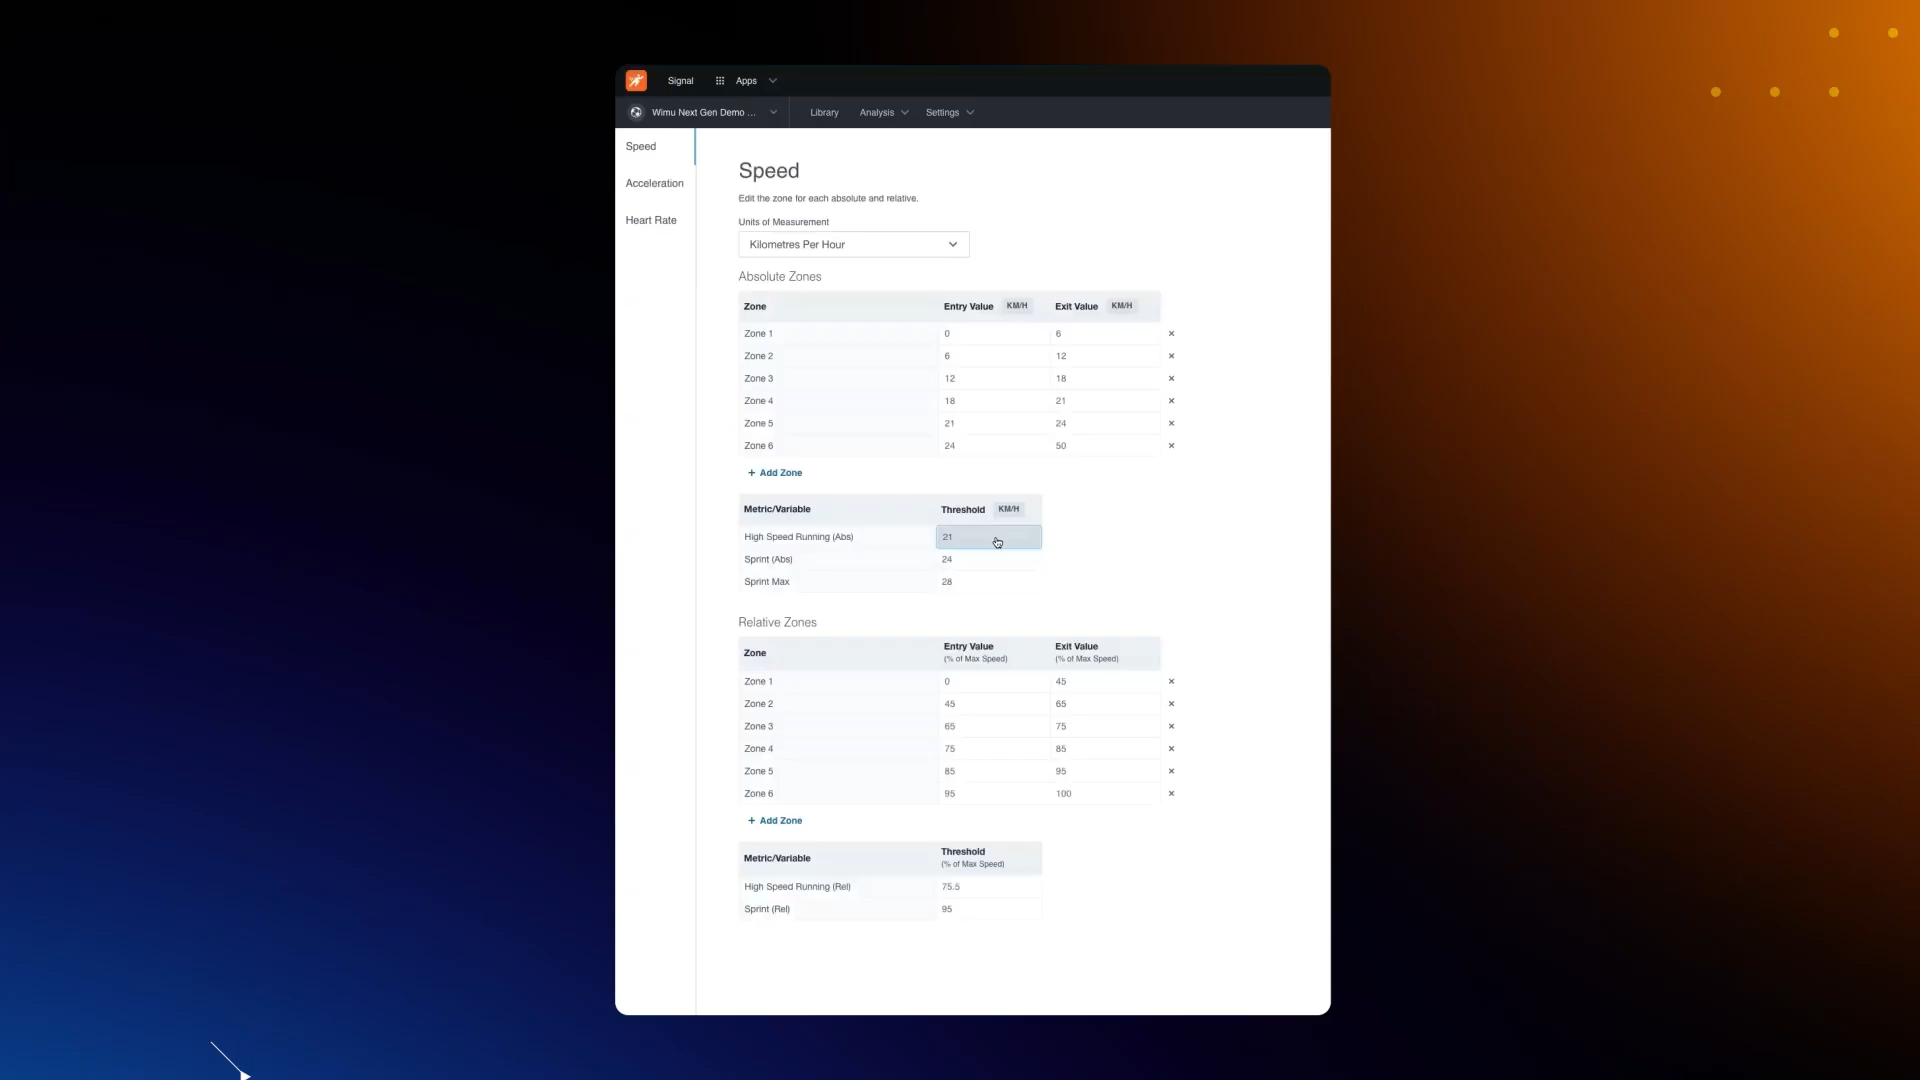 Signal Apps
Wimu Next Gen Demo ... Library Analysis Settings
Speed
Acceleration
Heart Rate
Speed
Edit the zone for each absolute and relative.
Units of Measurement
Kilometres Per Hour
Absolute Zones
Zone Entry Value KM/H Exit Value KM/H
Zone 1 0 6
Zone 2 6 12
Zone 3 12 18
Zone 4 18 21
Zone 5 21 24
Zone 6 24 50
+ Add Zone
Metric/Variable Threshold KM/H
High Speed Running (Abs) 21
Sprint (Abs) 24
Sprint Max 28
Relative Zones
Zone Entry Value (% of Max Speed) Exit Value (% of Max Speed)
Zone 1 0 45
Zone 2 45 65
Zone 3 65 75
Zone 4 75 85
Zone 5 85 95
Zone 6 95 100
+ Add Zone
Metric/Variable Threshold (% of Max Speed)
High Speed Running (Rel) 75.5
Sprint (Rel) 95